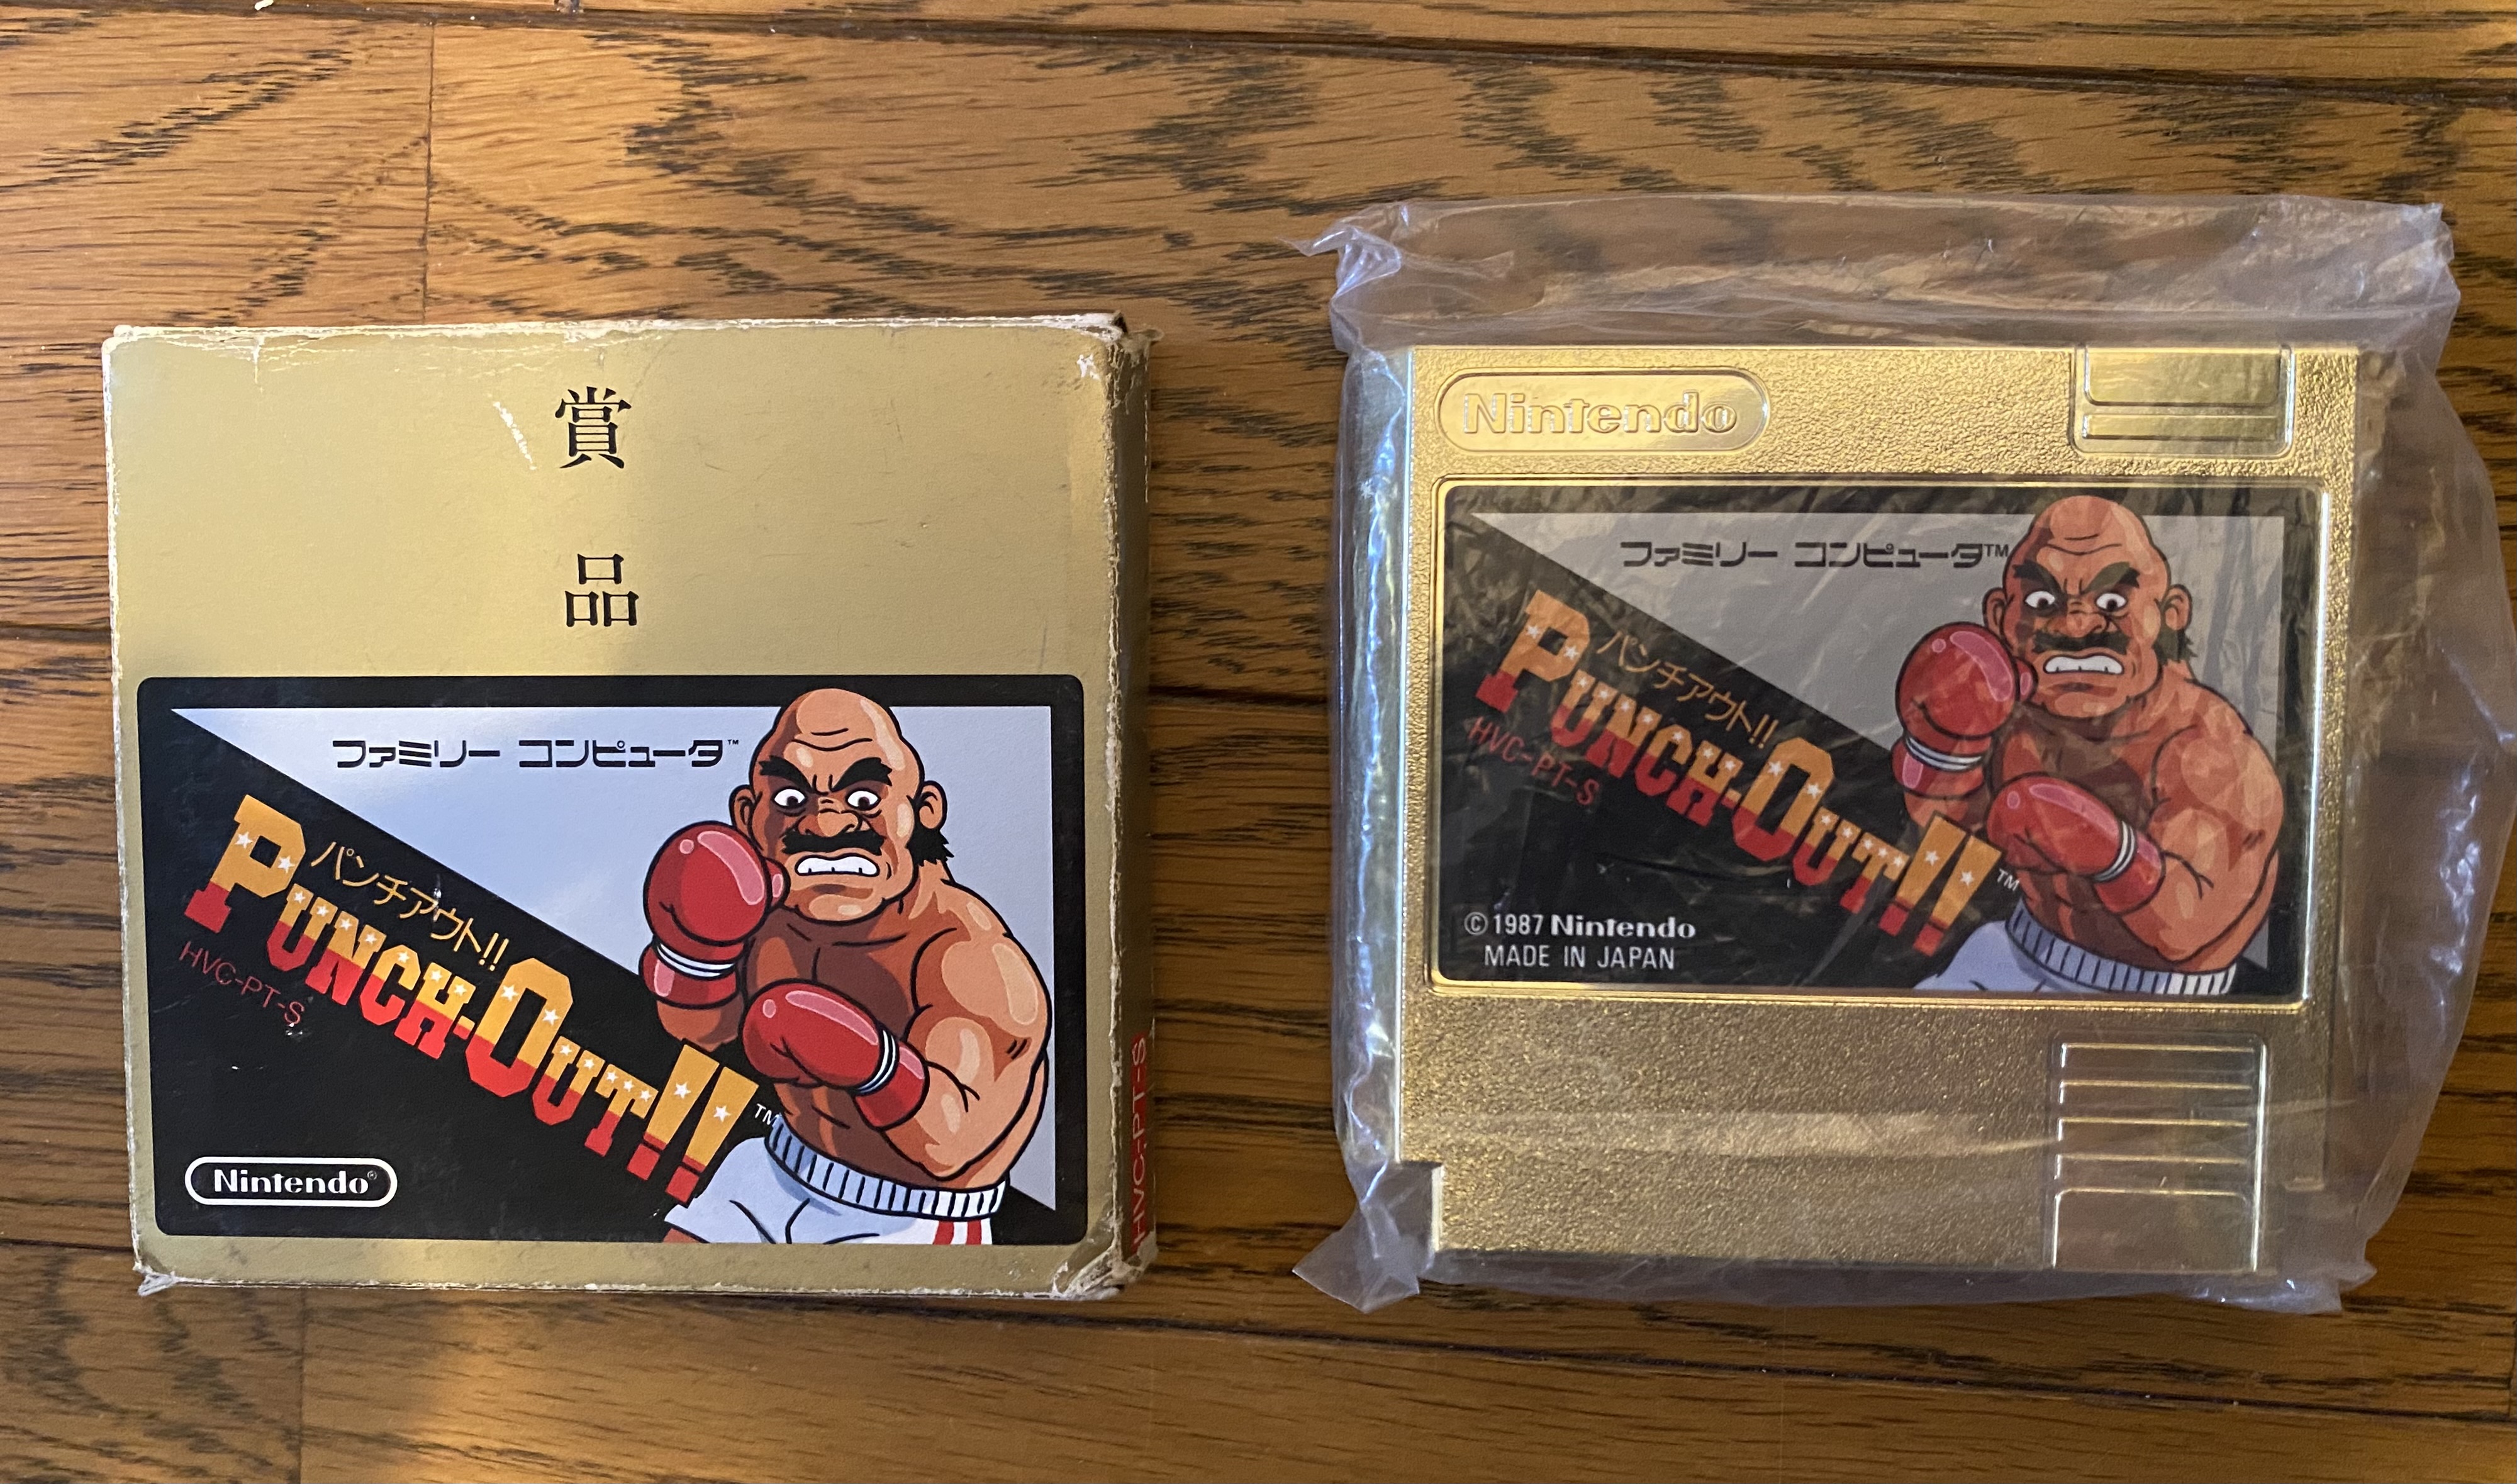 賞
品
ファミリー コンピュータ™
パンチアウト!!
PUNCH-OUT!!™
HVC-PT-S
Nintendo®
HVC-PT-S
Nintendo
ファミリー コンピュータ™
パンチアウト!!
PUNCH-OUT!!™
HVC-PT-S
© 1987 Nintendo
MADE IN JAPAN